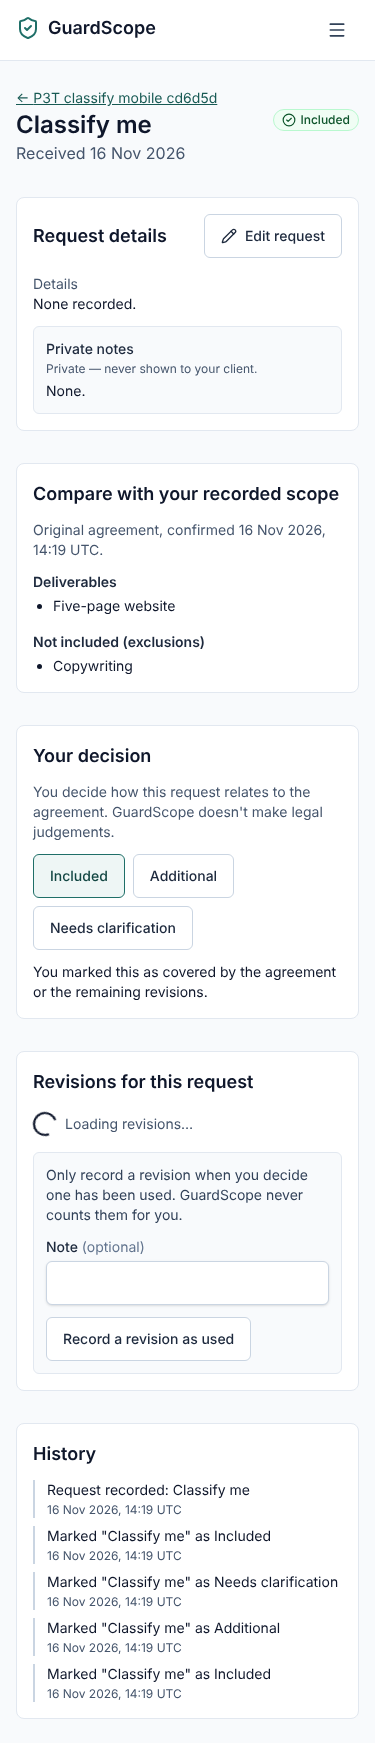 GuardScope
← P3T classify mobile cd6d5d
Classify me
Included
Received 16 Nov 2026
Request details
Edit request
Details
None recorded.
Private notes
Private — never shown to your client.
None.
Compare with your recorded scope
Original agreement, confirmed 16 Nov 2026,
14:19 UTC.
Deliverables
• Five-page website
Not included (exclusions)
• Copywriting
Your decision
You decide how this request relates to the
agreement. GuardScope doesn't make legal
judgements.
Included
Additional
Needs clarification
You marked this as covered by the agreement
or the remaining revisions.
Revisions for this request
Loading revisions...
Only record a revision when you decide
one has been used. GuardScope never
counts them for you.
Note (optional)
Record a revision as used
History
Request recorded: Classify me
16 Nov 2026, 14:19 UTC
Marked "Classify me" as Included
16 Nov 2026, 14:19 UTC
Marked "Classify me" as Needs clarification
16 Nov 2026, 14:19 UTC
Marked "Classify me" as Additional
16 Nov 2026, 14:19 UTC
Marked "Classify me" as Included
16 Nov 2026, 14:19 UTC